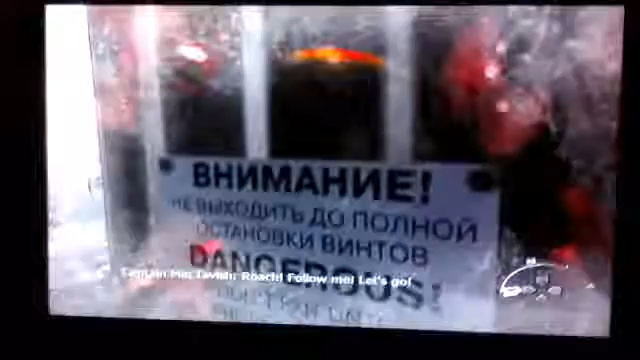 ВНИМАНИЕ!
НЕ ВЫХОДИТЬ ДО ПОЛНОЙ
ОСТАНОВКИ ВИНТОВ
DANGEROUS!
Captain MacTavish: Roach! Follow me! Let's go!